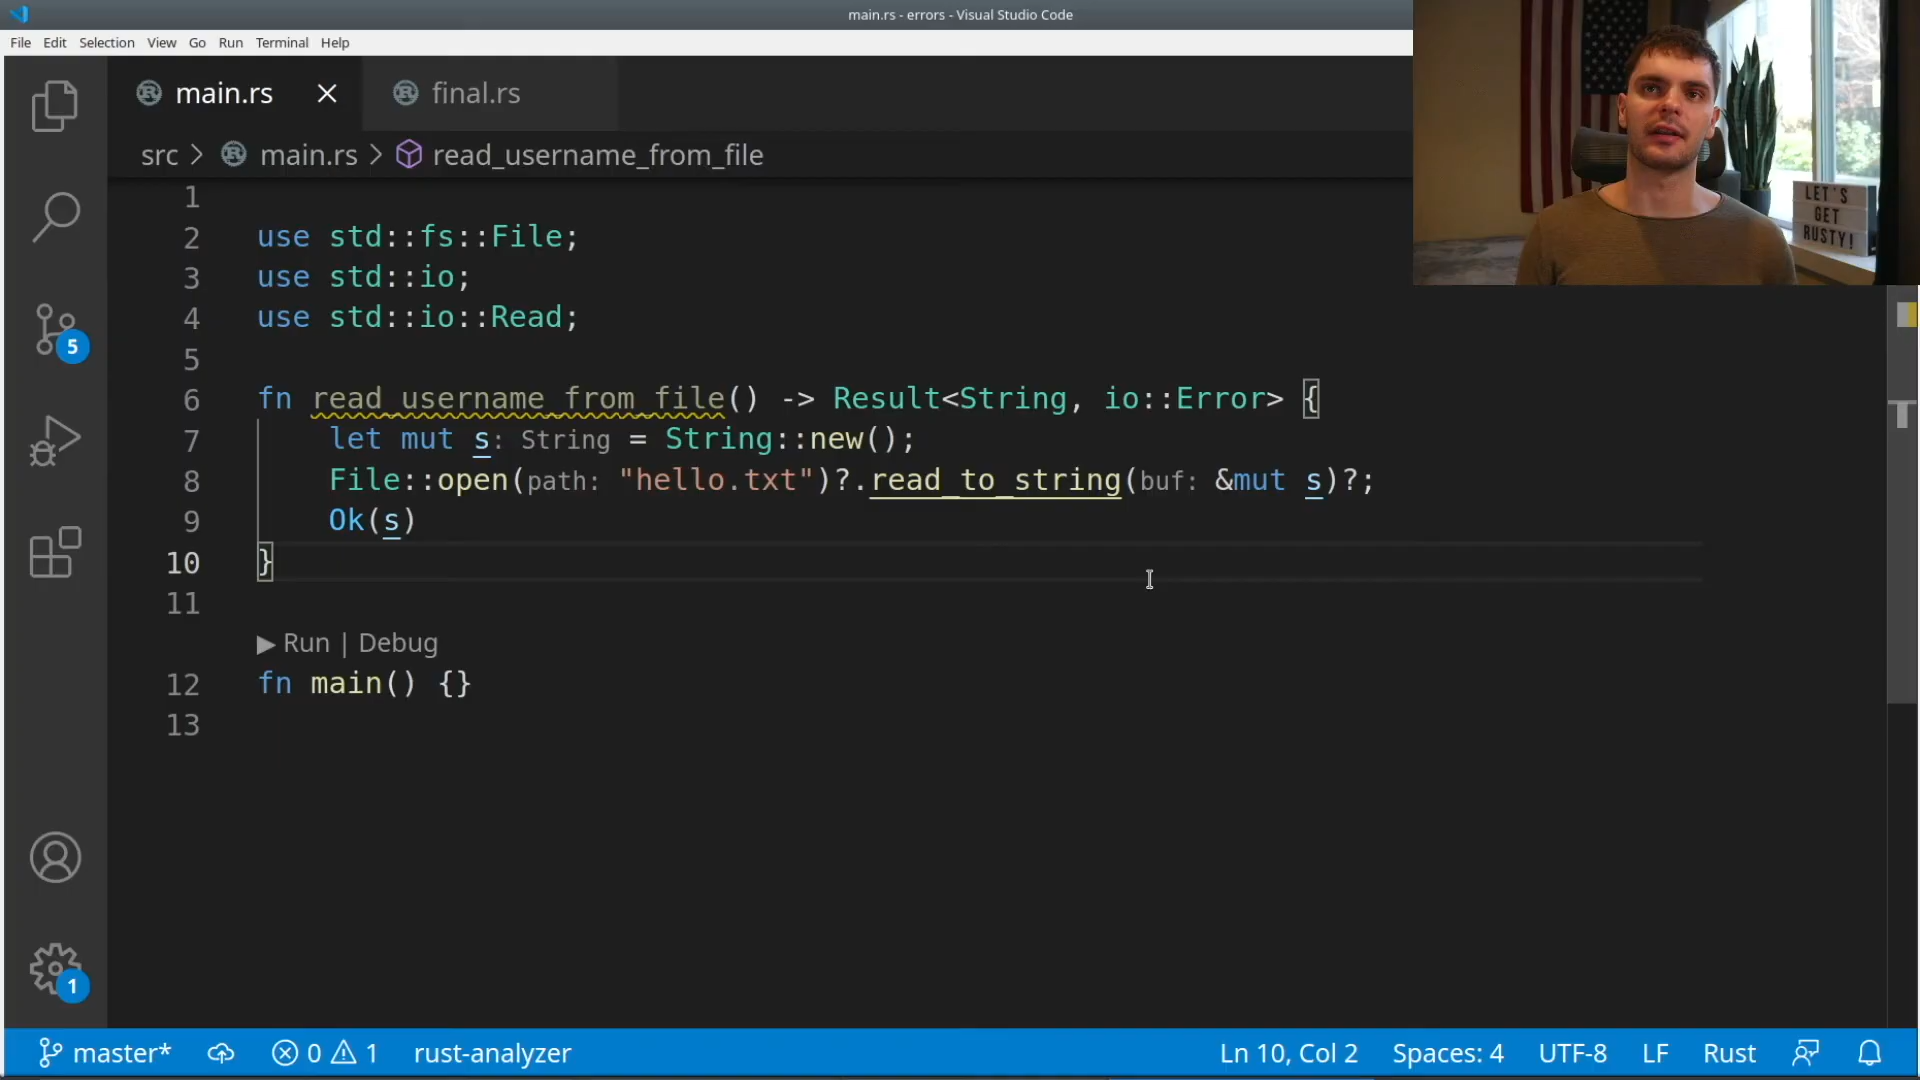 main.rs - errors - Visual Studio Code
File Edit Selection View Go Run Terminal Help
main.rs final.rs
src > main.rs > read_username_from_file
1
2 use std::fs::File;
3 use std::io;
4 use std::io::Read;
5
6 fn read_username_from_file() -> Result<String, io::Error> {
7 let mut s: String = String::new();
8 File::open(path: "hello.txt")?.read_to_string(buf: &mut s)?;
9 Ok(s)
10 }
11
▶ Run | Debug
12 fn main() {}
13
LET'S
GET
RUSTY!
5
1
master* 0 1 rust-analyzer Ln 10, Col 2 Spaces: 4 UTF-8 LF Rust